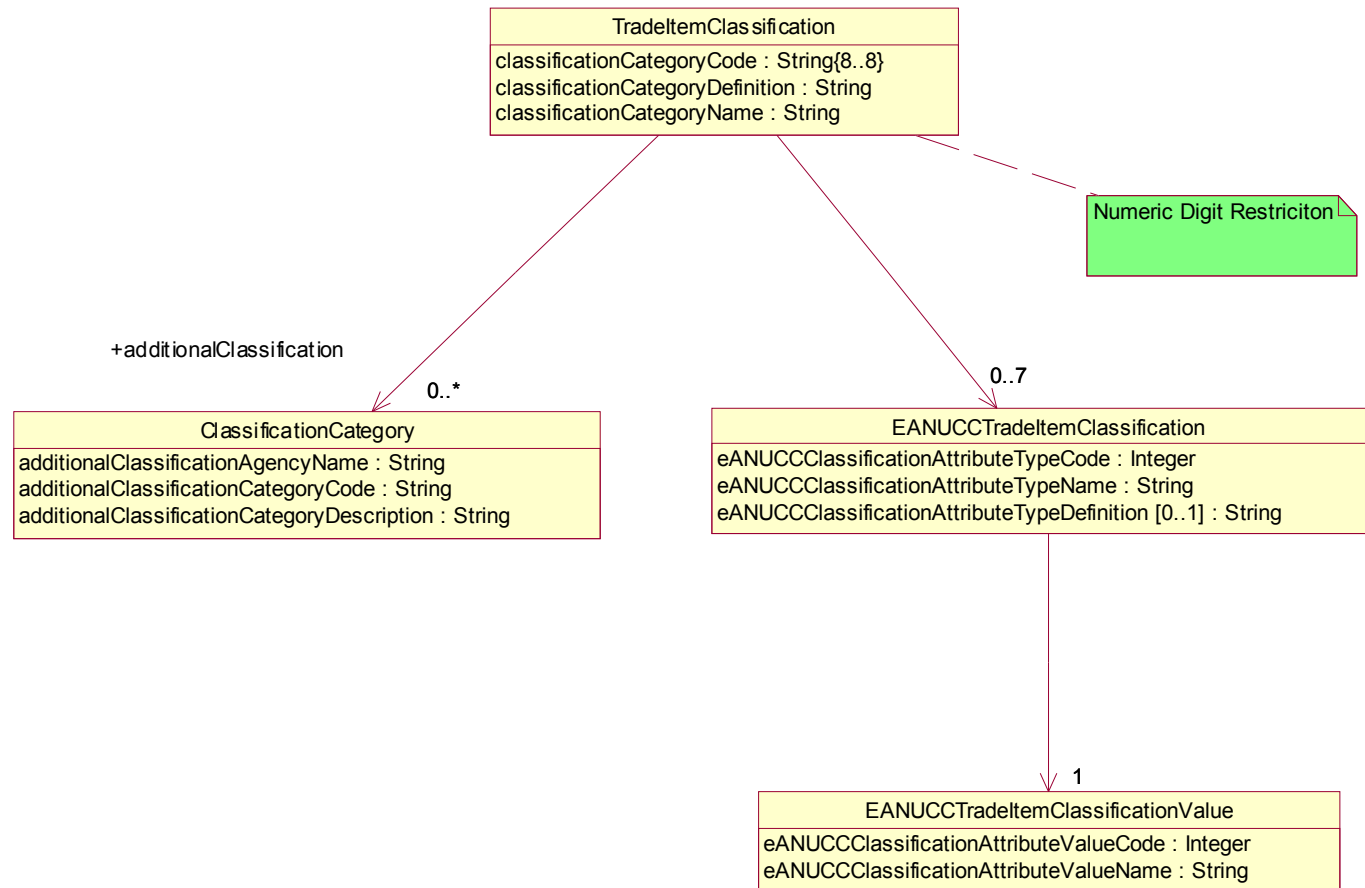 TradeItemClassification
classificationCategoryCode : String{8..8}
classificationCategoryDefinition : String
classificationCategoryName : String
Numeric Digit Restriciton
+additionalClassification
0..*
0..7
ClassificationCategory
additionalClassificationAgencyName : String
additionalClassificationCategoryCode : String
additionalClassificationCategoryDescription : String
EANUCCTradeItemClassification
eANUCCClassificationAttributeTypeCode : Integer
eANUCCClassificationAttributeTypeName : String
eANUCCClassificationAttributeTypeDefinition [0..1] : String
1
EANUCCTradeItemClassificationValue
eANUCCClassificationAttributeValueCode : Integer
eANUCCClassificationAttributeValueName : String